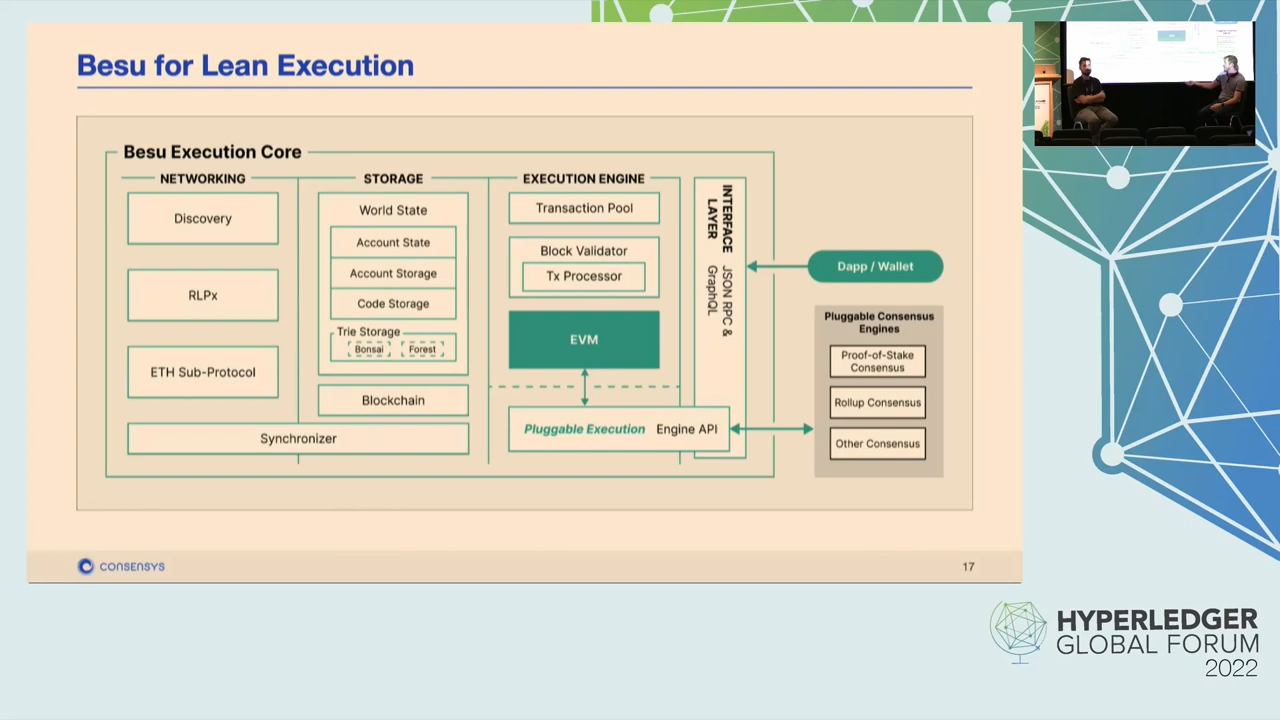 Besu for Lean Execution
Besu Execution Core
NETWORKING
Discovery
RLPx
ETH Sub-Protocol
Synchronizer
STORAGE
World State
Account State
Account Storage
Code Storage
Trie Storage
Bonsai
Forest
Blockchain
EXECUTION ENGINE
Transaction Pool
Block Validator
Tx Processor
EVM
Pluggable Execution Engine API
INTERFACE
LAYER
JSON RPC &
GraphQL
Dapp / Wallet
Pluggable Consensus
Engines
Proof-of-Stake
Consensus
Rollup Consensus
Other Consensus
CONSENSYS
17
HYPERLEDGER
GLOBAL FORUM
2022